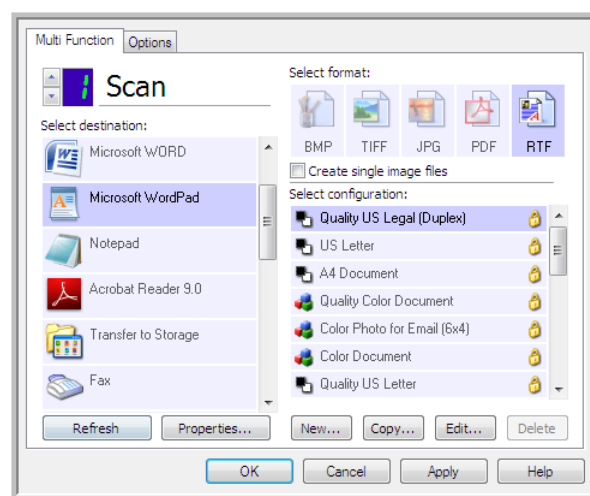 Multi Function
Options
1
Scan
Select destination:
Microsoft WORD
Microsoft WordPad
Notepad
Acrobat Reader 9.0
Transfer to Storage
Fax
Refresh
Properties...
Select format:
BMP
TIFF
JPG
PDF
RTF
Create single image files
Select configuration:
Quality US Legal (Duplex)
US Letter
A4 Document
Quality Color Document
Color Photo for Email (6x4)
Color Document
Quality US Letter
New...
Copy...
Edit...
Delete
OK
Cancel
Apply
Help